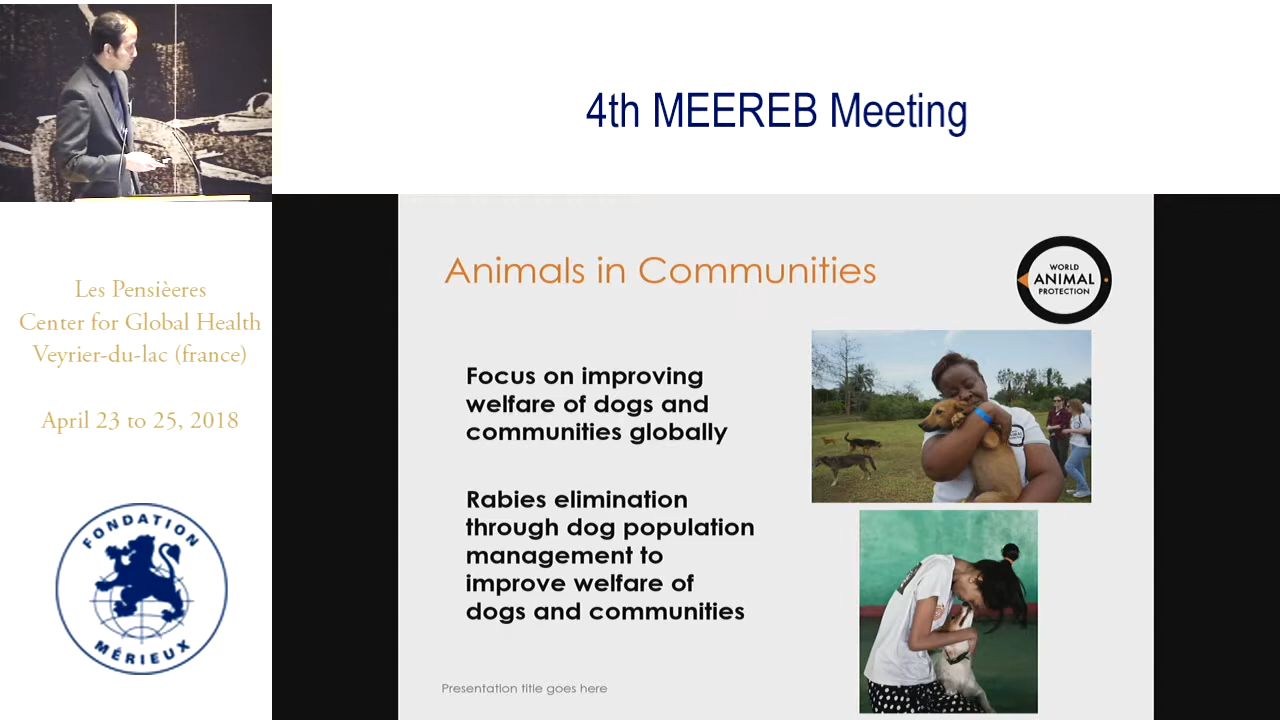 4th MEEREB Meeting
Les Pensièeres
Center for Global Health
Veyrier-du-lac (france)
April 23 to 25, 2018
FONDATION
MÉRIEUX
Animals in Communities
WORLD
ANIMAL
PROTECTION
Focus on improving
welfare of dogs and
communities globally
Rabies elimination
through dog population
management to
improve welfare of
dogs and communities
Presentation title goes here